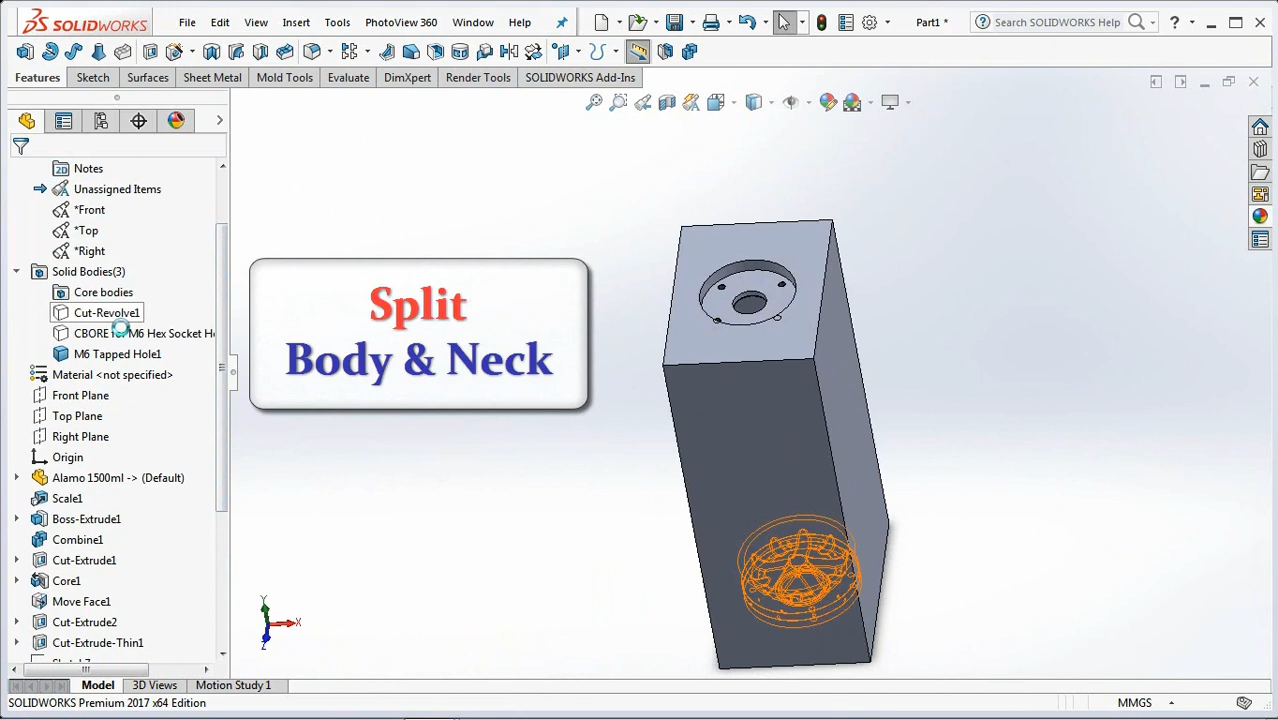 SOLIDWORKS
File Edit View Insert Tools PhotoView 360 Window Help
Part1 *
Search SOLIDWORKS Help
Features Sketch Surfaces Sheet Metal Mold Tools Evaluate DimXpert Render Tools SOLIDWORKS Add-Ins
Notes
Unassigned Items
*Front
*Top
*Right
Solid Bodies(3)
Core bodies
Cut-Revolve1
CBORE for M6 Hex Socket He
M6 Tapped Hole1
Material <not specified>
Front Plane
Top Plane
Right Plane
Origin
Alamo 1500ml -> (Default)
Scale1
Boss-Extrude1
Combine1
Cut-Extrude1
Core1
Move Face1
Cut-Extrude2
Cut-Extrude-Thin1
Split
Body & Neck
Y
X
Z
Model 3D Views Motion Study 1
SOLIDWORKS Premium 2017 x64 Edition
MMGS